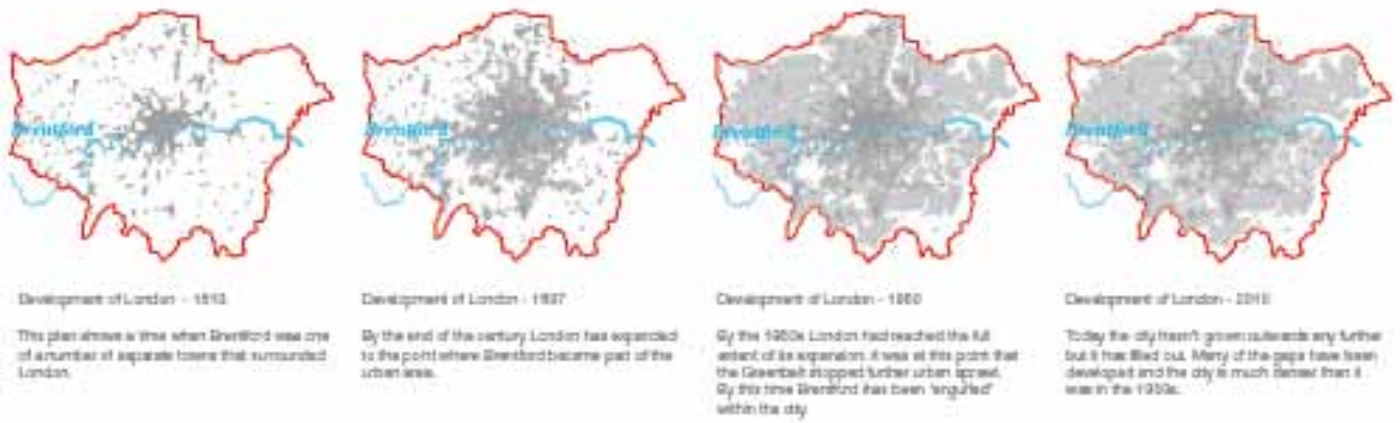 Brentford
Brentford
Brentford
Brentford
Development of London -
This plan shows a time when Brentford was one
of a number of separate towns that surrounded
London.
Development of London -
By the end of the century London has expanded
to the point where Brentford became part of the
urban area.
Development of London -
By the London had reached the full
extent of its expansion. It was at this point that
the Greenbelt stopped further urban sprawl.
By this time Brentford has been 'engulfed'
within the city.
Development of London - 2010
Today the city hasn't grown outwards any further
but it has filled out. Many of the gaps have been
developed and the city is much denser than it
was in the